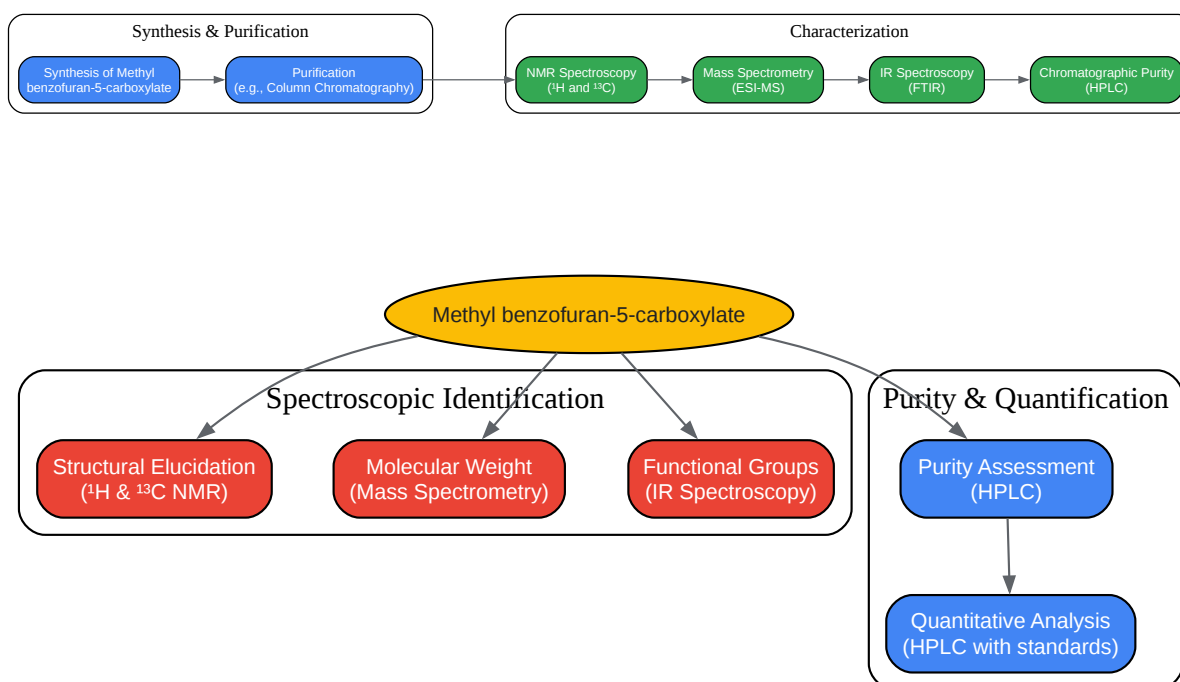 Synthesis & Purification
Synthesis of Methyl
benzofuran-5-carboxylate
Purification
(e.g., Column Chromatography)
Characterization
NMR Spectroscopy
(¹H and ¹³C)
Mass Spectrometry
(ESI-MS)
IR Spectroscopy
(FTIR)
Chromatographic Purity
(HPLC)
Methyl benzofuran-5-carboxylate
Spectroscopic Identification
Structural Elucidation
(¹H & ¹³C NMR)
Molecular Weight
(Mass Spectrometry)
Functional Groups
(IR Spectroscopy)
Purity & Quantification
Purity Assessment
(HPLC)
Quantitative Analysis
(HPLC with standards)